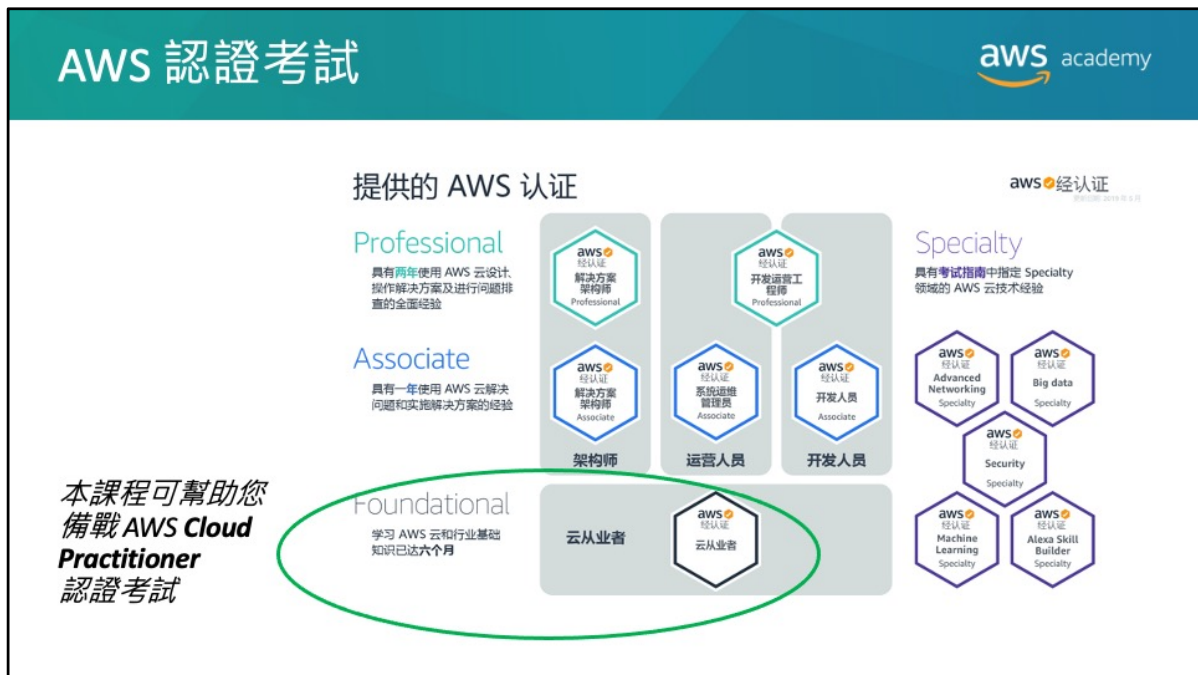 AWS 認證考試
aws academy
提供的 AWS 认证
aws 经认证
更新日期: 2019 年 5 月
Professional
具有两年使用 AWS 云设计、
操作解决方案及进行问题排
查的全面经验
aws
经认证
解决方案
架构师
Professional
aws
经认证
开发运营工
程师
Professional
Specialty
具有考试指南中指定 Specialty
领域的 AWS 云技术经验
Associate
具有一年使用 AWS 云解决
问题和实施解决方案的经验
aws
经认证
解决方案
架构师
Associate
aws
经认证
系统运维
管理员
Associate
aws
经认证
开发人员
Associate
架构师
运营人员
开发人员
aws
经认证
Advanced
Networking
Specialty
aws
经认证
Big data
Specialty
aws
经认证
Security
Specialty
aws
经认证
Machine
Learning
Specialty
aws
经认证
Alexa Skill
Builder
Specialty
本課程可幫助您
備戰 AWS Cloud
Practitioner
認證考試
Foundational
学习 AWS 云和行业基础
知识已达六个月
云从业者
aws
经认证
云从业者